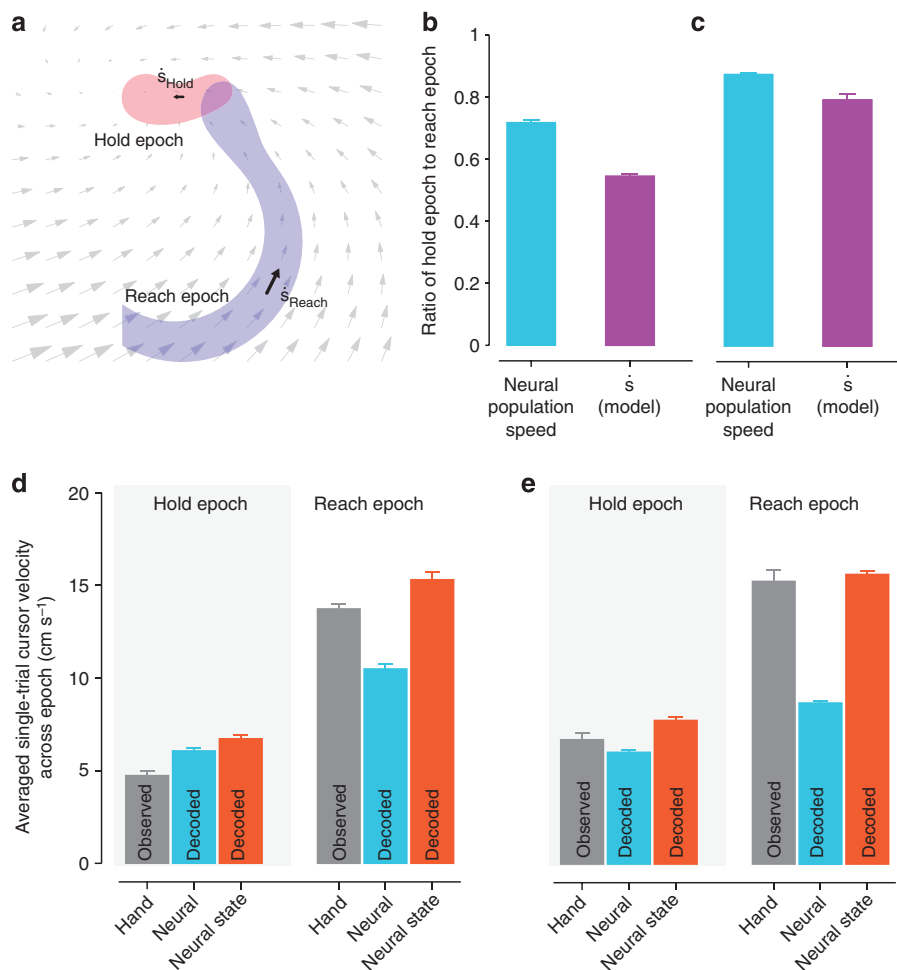 a
ṡHold
Hold epoch
Reach epoch
ṡReach
b
Ratio of hold epoch to reach epoch
1
0.8
0.6
0.4
0.2
0
Neural
population
speed
ṡ
(model)
c
Neural
population
speed
ṡ
(model)
d
Averaged single-trial cursor velocity
across epoch (cm s⁻¹)
20
15
10
5
0
Hold epoch
Reach epoch
Observed
Decoded
Decoded
Observed
Decoded
Decoded
Hand
Neural
Neural state
Hand
Neural
Neural state
e
Hold epoch
Reach epoch
Observed
Decoded
Decoded
Observed
Decoded
Decoded
Hand
Neural
Neural state
Hand
Neural
Neural state